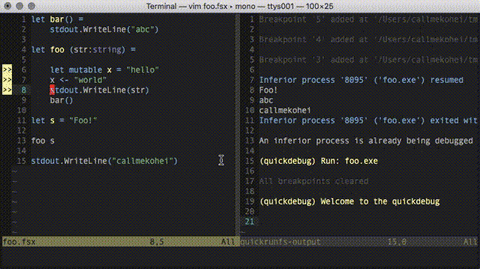 Terminal — vim foo.fsx • mono — ttys001 — 100×25
1 let bar() =
2 stdout.WriteLine("abc")
3
4 let foo (str:string) =
5
>> 6 let mutable x = "hello"
>> 7 x <- "world"
>> 8 stdout.WriteLine(str)
9 bar()
10
11 let s = "Foo!"
12
13 foo s
14
15 stdout.WriteLine("callmekohei")
foo.fsx 8,5 All
1 Breakpoint '5' added at '/Users/callmekohei/tm
2
3 Breakpoint '4' added at '/Users/callmekohei/tm
4
5 Breakpoint '3' added at '/Users/callmekohei/tm
6
7 Inferior process '8095' ('foo.exe') resumed
8 Foo!
9 abc
10 callmekohei
11 Inferior process '8095' ('foo.exe') exited wit
12
13 An inferior process is already being debugged
14
15 (quickdebug) Run: foo.exe
16
17 All breakpoints cleared
18
19 (quickdebug) Welcome to the quickdebug
20
21
quickrunfs-output 15,0 All